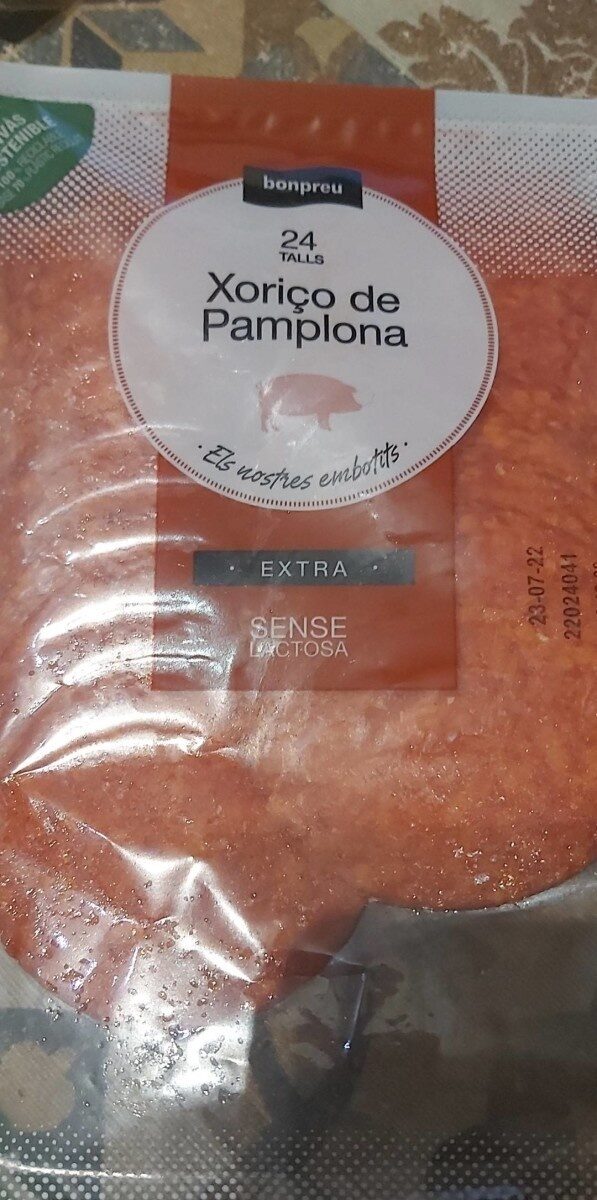 bonpreu
24
TALLS
Xoriço de
Pamplona
· Els nostres embotits ·
· EXTRA ·
SENSE
LACTOSA
23-07-22
22024041